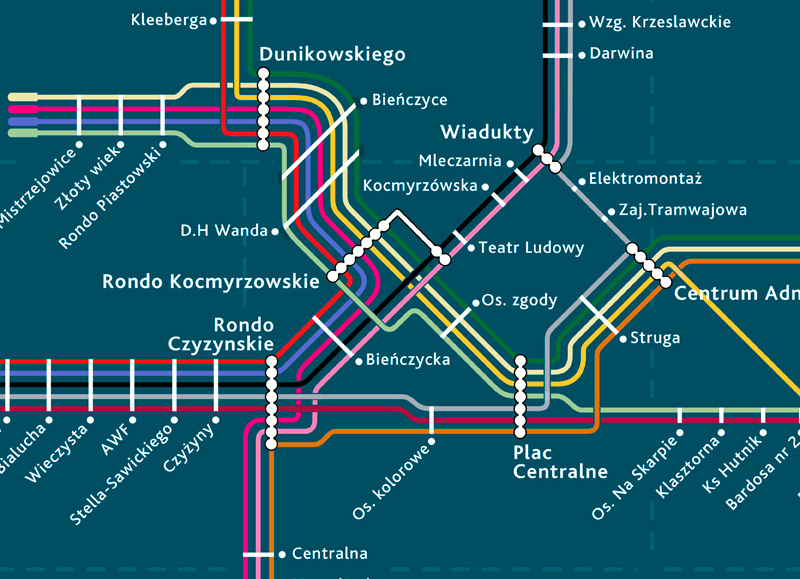 Kleeberga
Wzg. Krzeslawckie
Darwina
Dunikowskiego
Bieńczyce
Wiadukty
Mleczarnia
Kocmyrzówska
Elektromontaż
Zaj.Tramwajowa
Mistrzejowice
Złoty wiek
Rondo Piastowski
D.H Wanda
Teatr Ludowy
Rondo Kocmyrzowskie
Centrum Adm
Os. zgody
Rondo
Czyzynskie
Struga
Bieńczycka
Bialucha
Wieczysta
AWF
Stella-Sawickiego
Czyżyny
Os. kolorowe
Plac
Centralne
Os. Na Skarpie
Klasztorna
Ks Hutnik
Bardosa nr 2
Centralna